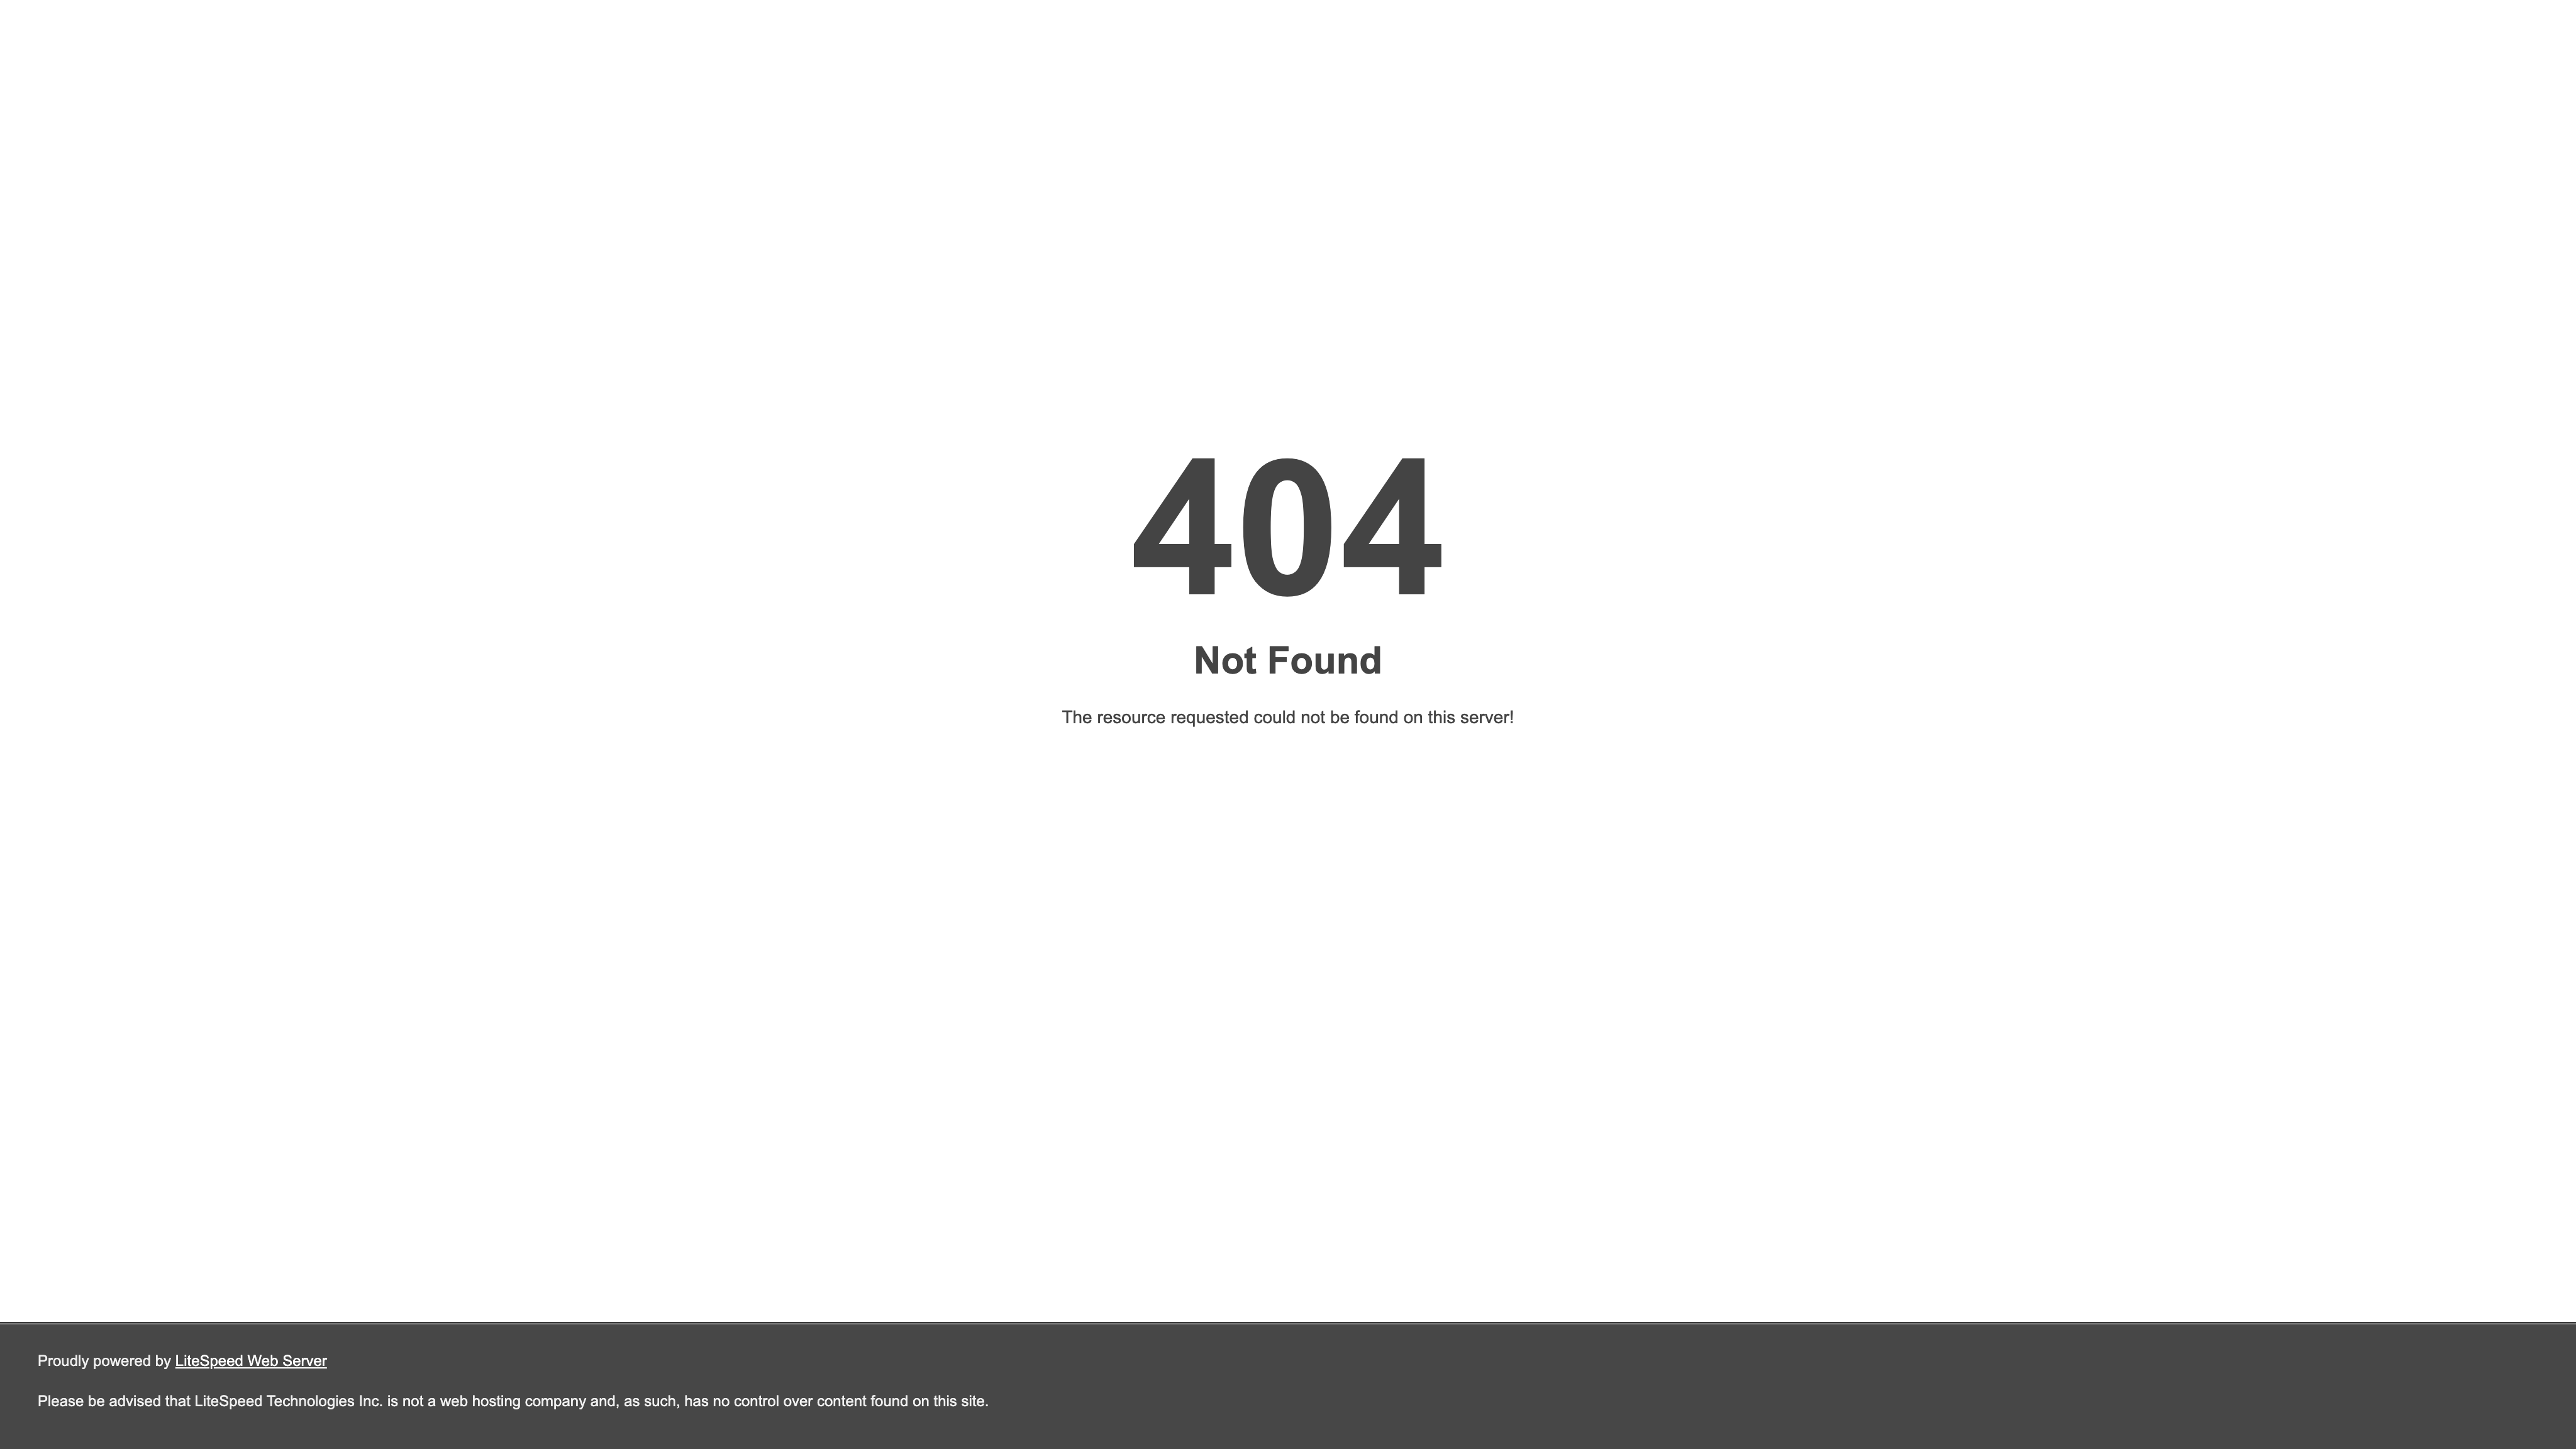 404
Not Found
The resource requested could not be found on this server!
Proudly powered by LiteSpeed Web Server
Please be advised that LiteSpeed Technologies Inc. is not a web hosting company and, as such, has no control over content found on this site.